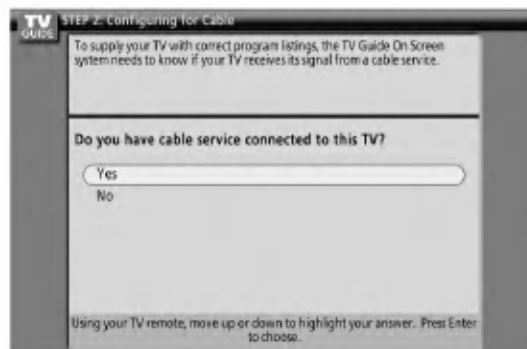 TV
GUIDE
STEP 2: Configuring for Cable
To supply your TV with correct program listings, the TV Guide On Screen
system needs to know if your TV receives its signal from a cable service.
Do you have cable service connected to this TV?
Yes
No
Using your TV remote, move up or down to highlight your answer. Press Enter
to choose.